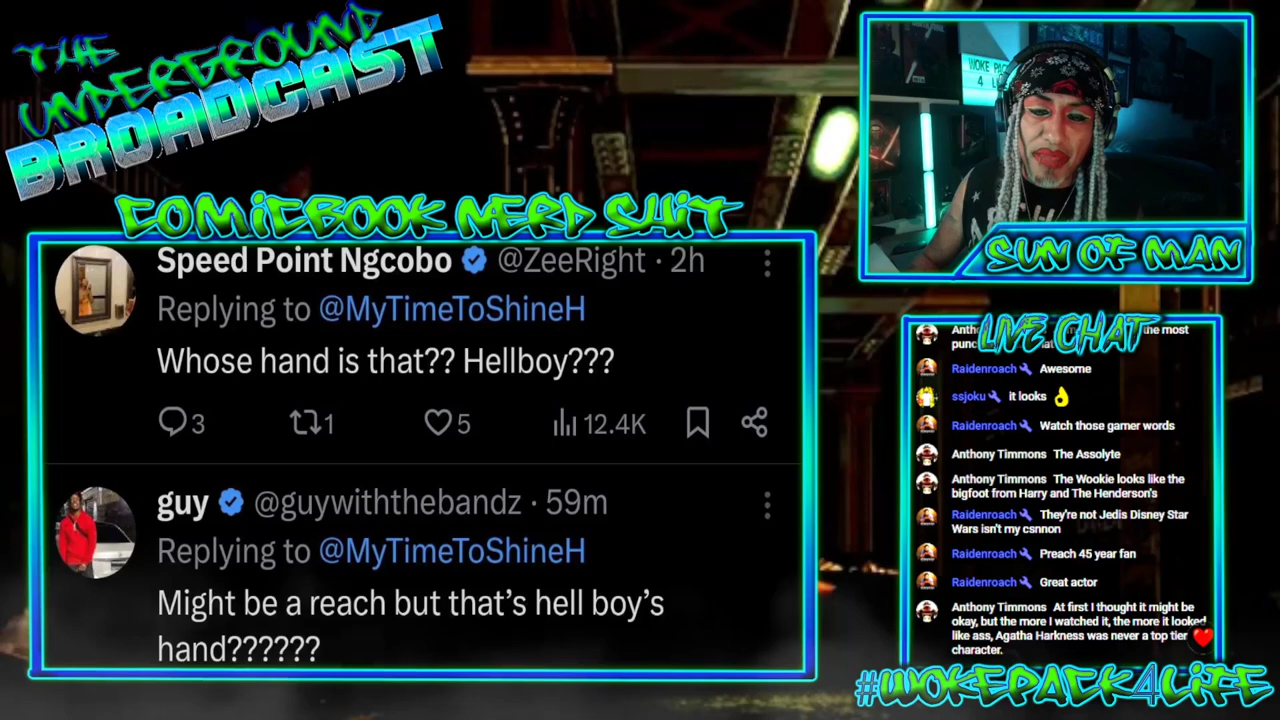 THE
UNDERGROUND
BROADCAST
COMICBOOK NERD SHIT
Speed Point Ngcobo @ZeeRight · 2h
Replying to @MyTimeToShineH
Whose hand is that?? Hellboy???
3 1 5 12.4K
guy @guywiththebandz · 59m
Replying to @MyTimeToShineH
Might be a reach but that's hell boy's
hand??????
WOKE
4
SUN OF MAN
LIVE CHAT
the most
Raidenroach Awesome
ssjoku it looks 👌
Raidenroach Watch those gamer words
Anthony Timmons The Assolyte
Anthony Timmons The Wookie looks like the
bigfoot from Harry and The Henderson's
Raidenroach They're not Jedis Disney Star
Wars isn't my csnnon
Raidenroach Preach 45 year fan
Raidenroach Great actor
Anthony Timmons At first I thought it might be
okay, but the more I watched it, the more it looked
like ass, Agatha Harkness was never a top tier
character.
#WOKEPACK4LIFE